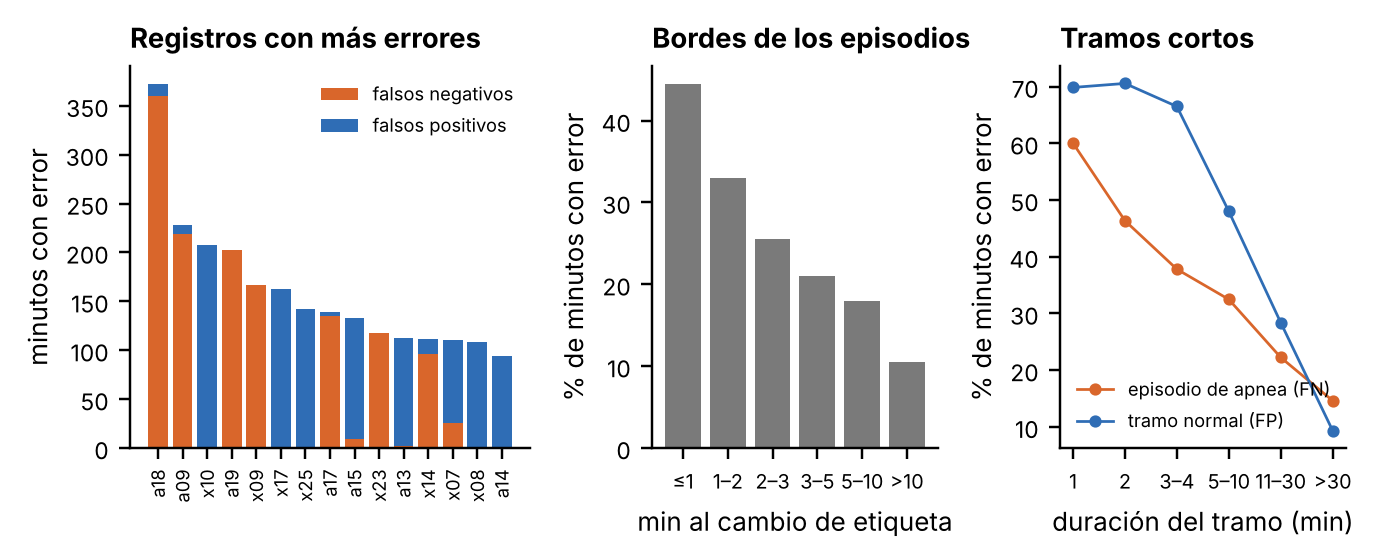 Registros con más errores
minutos con error
350
300
250
200
150
100
50
0
falsos negativos
falsos positivos
a18 a09 x10 a19 x09 x17 x25 a17 a15 x23 a13 x14 x07 x08 a14
Bordes de los episodios
% de minutos con error
40
30
20
10
0
≤1 1–2 2–3 3–5 5–10 >10
min al cambio de etiqueta
Tramos cortos
% de minutos con error
70
60
50
40
30
20
10
episodio de apnea (FN)
tramo normal (FP)
1 2 3–4 5–10 11–30 >30
duración del tramo (min)